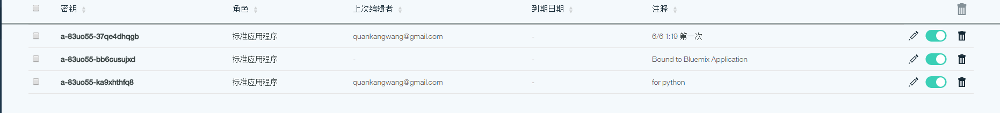 密钥 角色 上次编辑者 到期日期 注释
a-83uo55-37qe4dhqgb 标准应用程序 quankangwang@gmail.com - 6/6 1:19 第一次
a-83uo55-bb6cusujxd 标准应用程序 - - Bound to Bluemix Application
a-83uo55-ka9xhthfq8 标准应用程序 quankangwang@gmail.com - for python